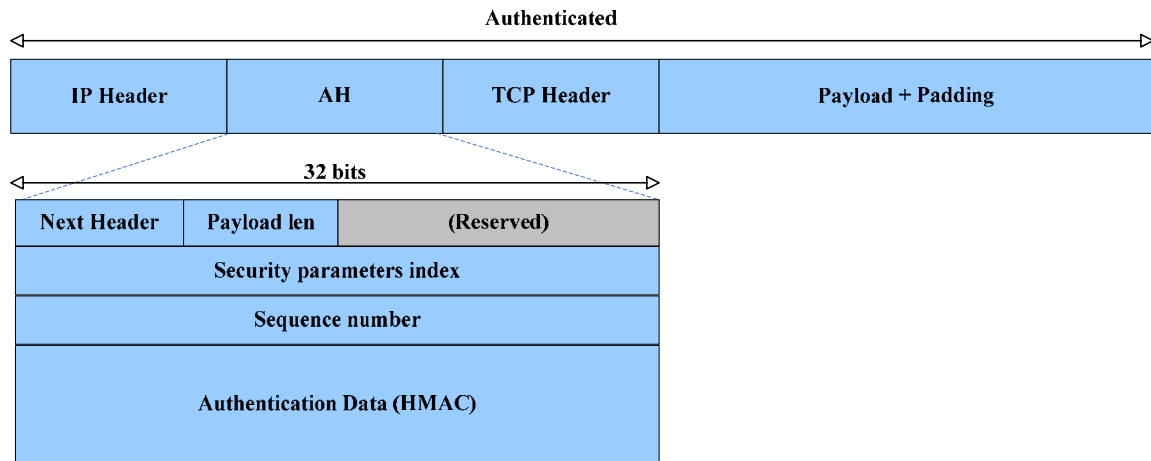 Authenticated
IP Header AH TCP Header Payload + Padding
32 bits
Next Header Payload len (Reserved)
Security parameters index
Sequence number
Authentication Data (HMAC)